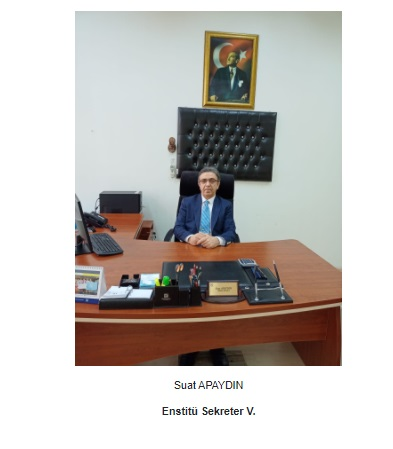 Suat APAYDIN
Enstitü Sekreter V.